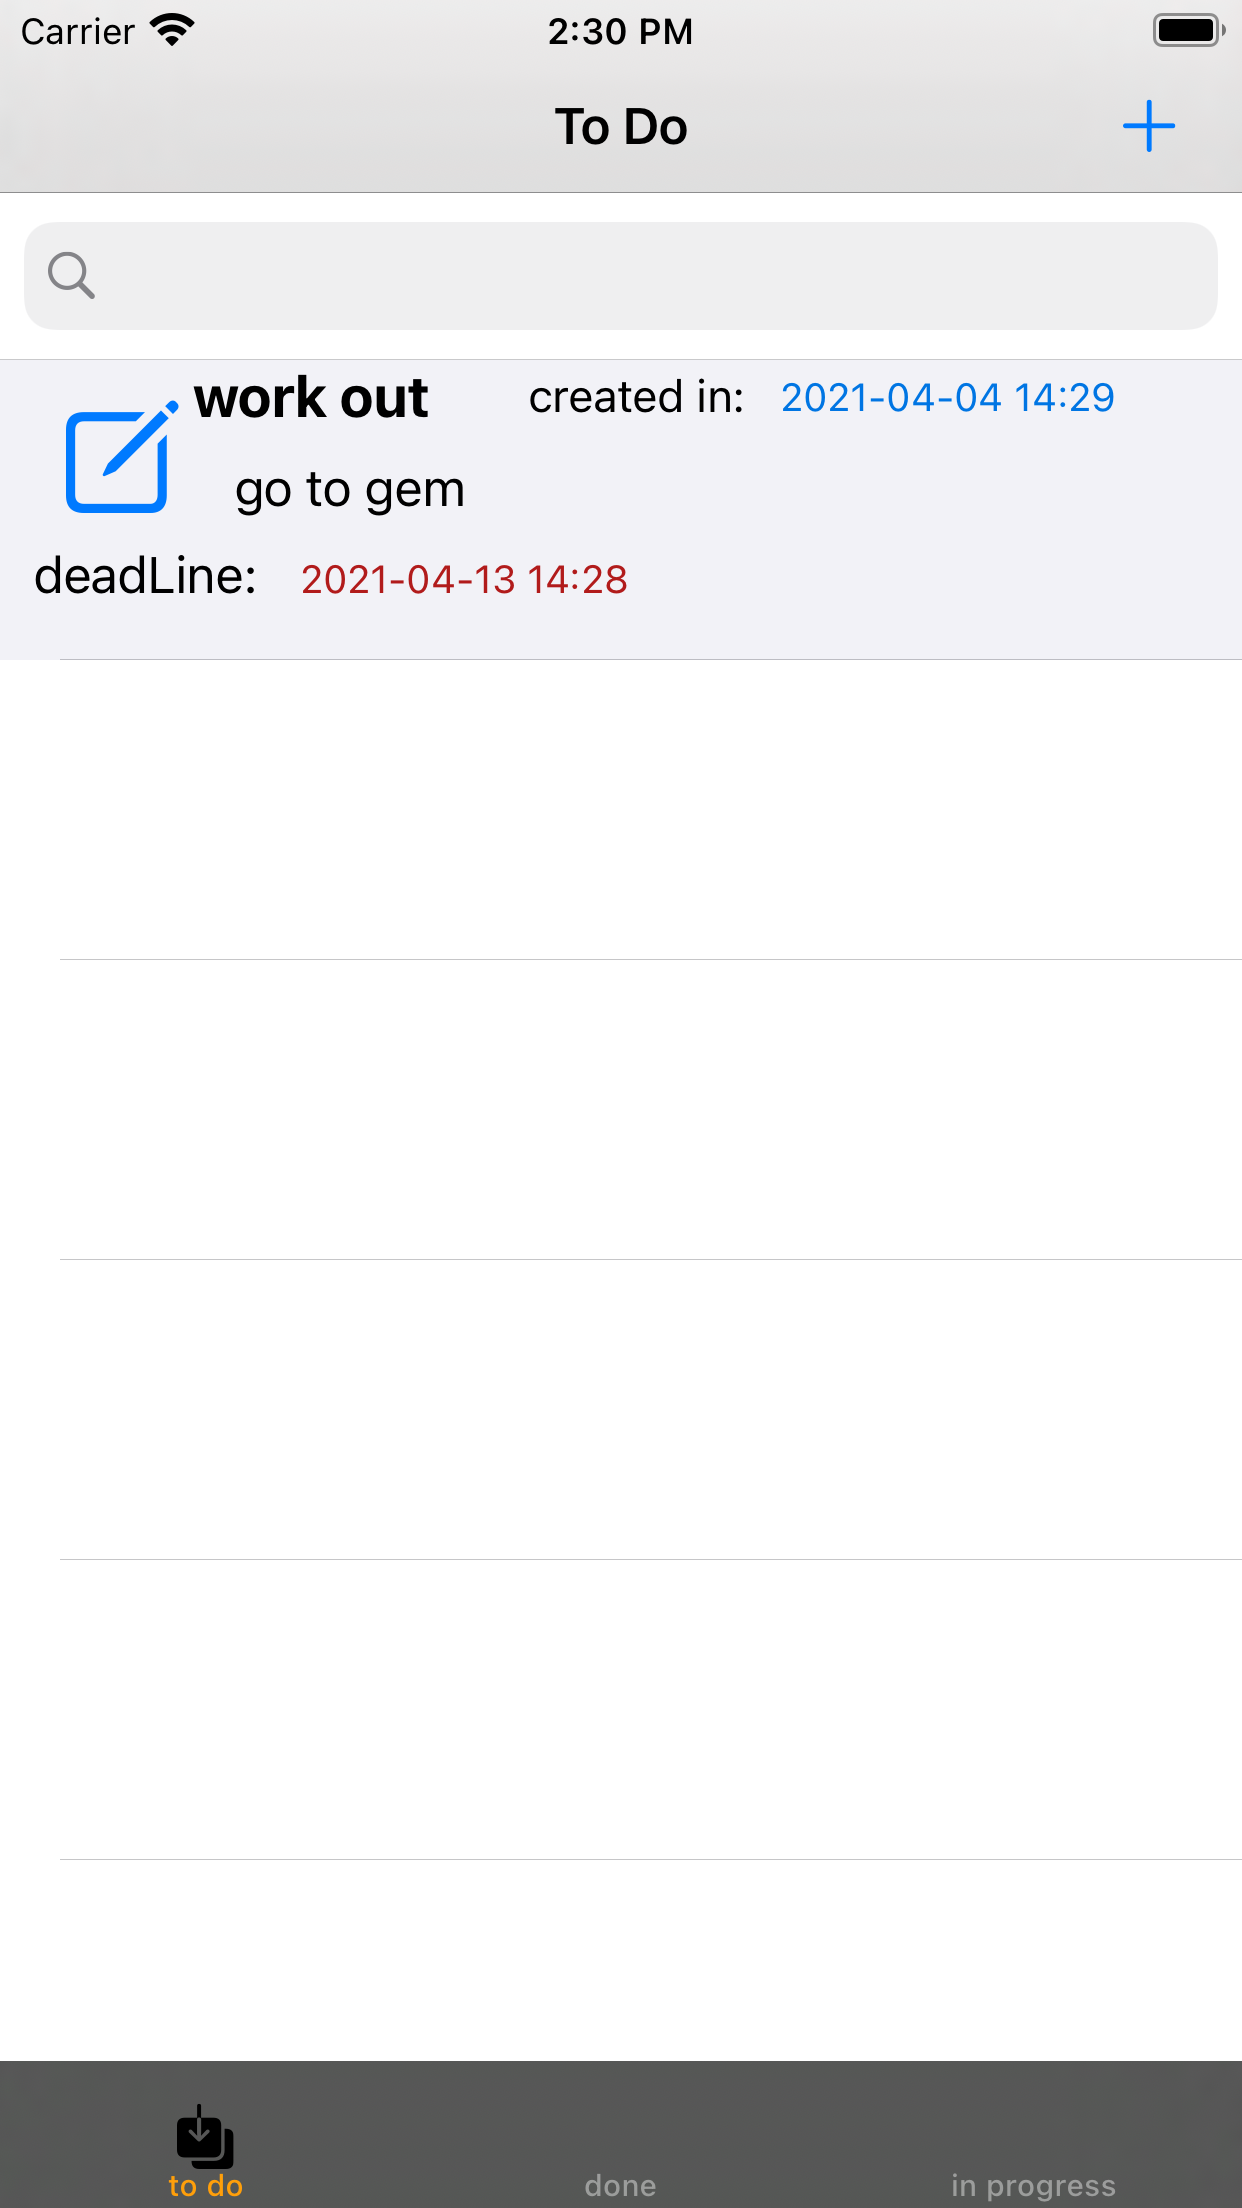 Carrier 2:30 PM
To Do
work out created in: 2021-04-04 14:29
go to gem
deadLine: 2021-04-13 14:28
to do done in progress